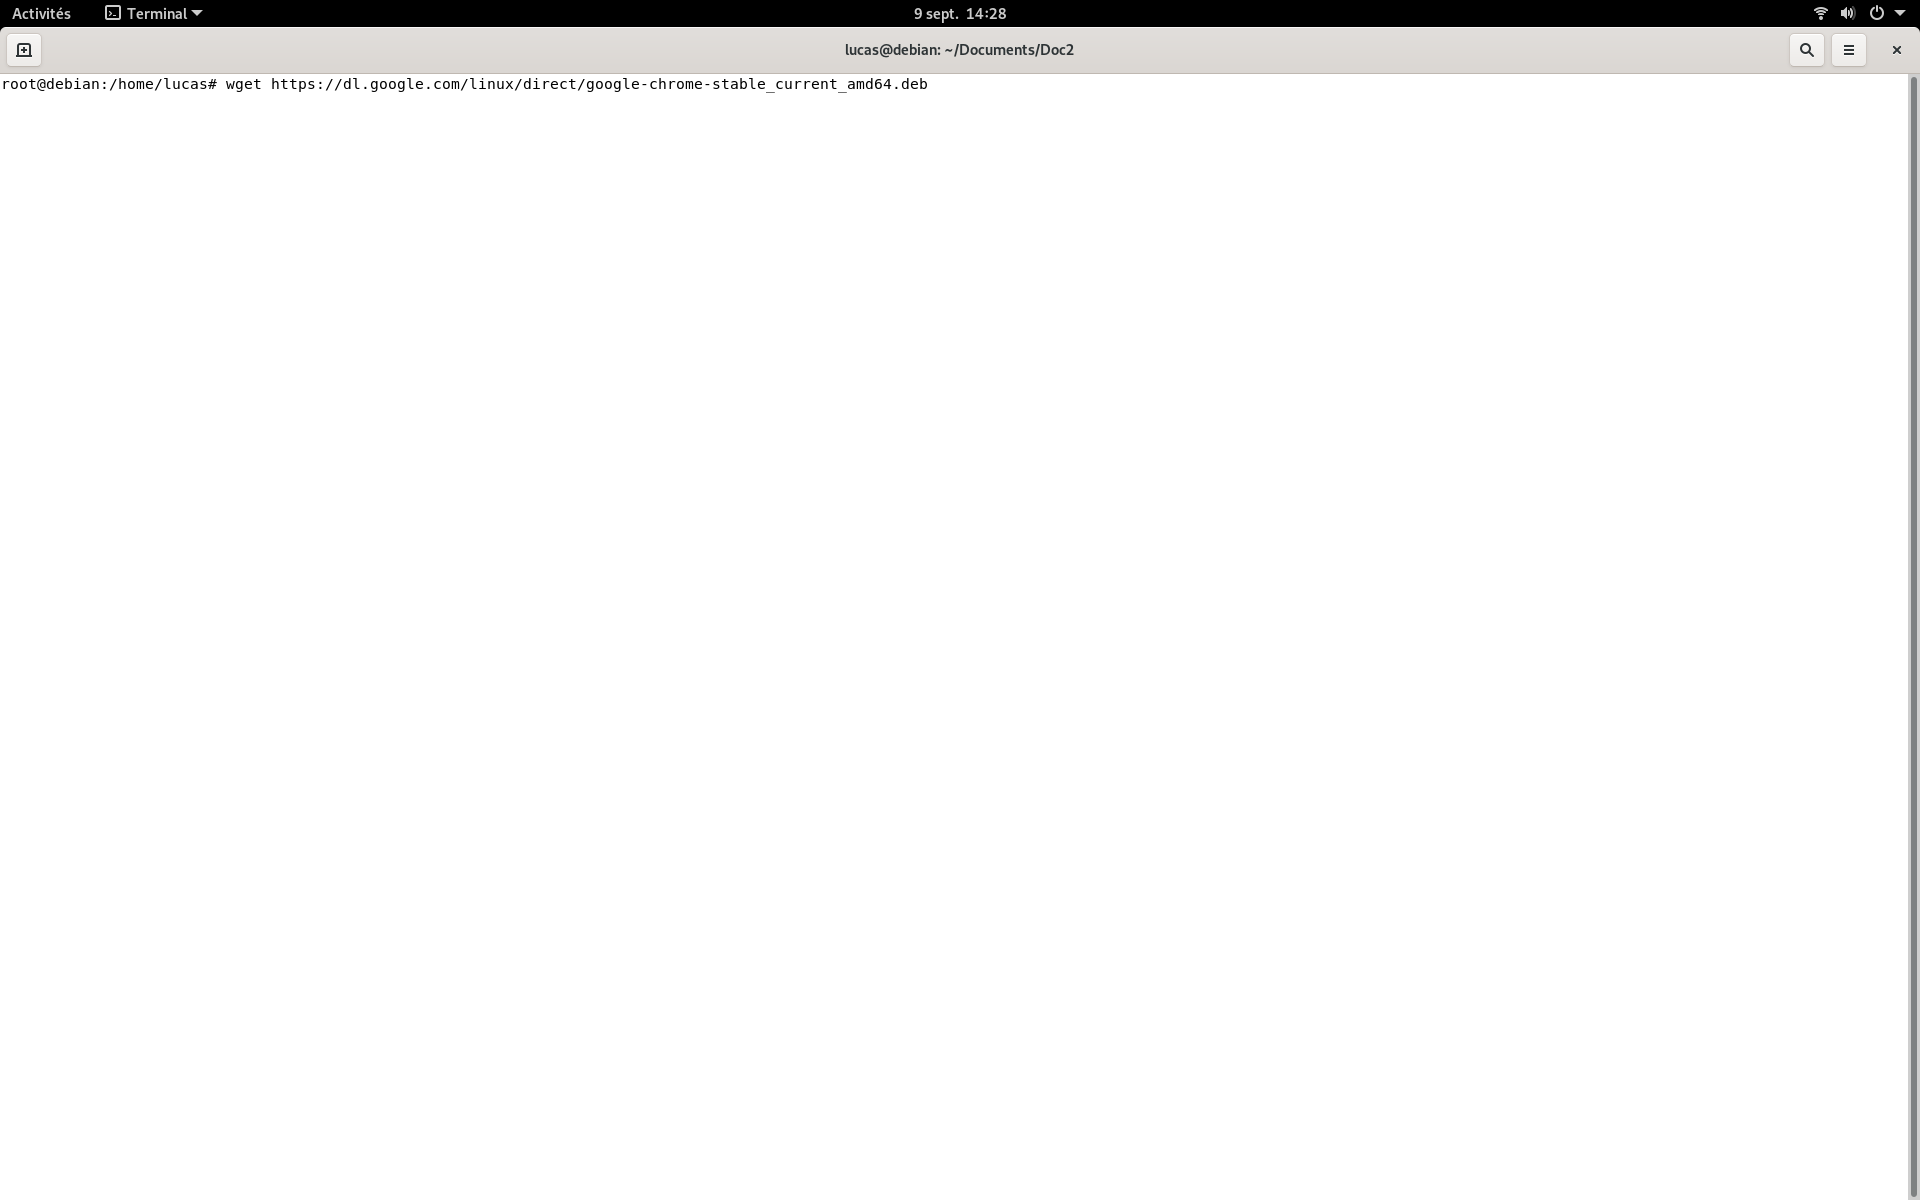 Activités Terminal 9 sept. 14:28
lucas@debian: ~/Documents/Doc2
root@debian:/home/lucas# wget https://dl.google.com/linux/direct/google-chrome-stable_current_amd64.deb